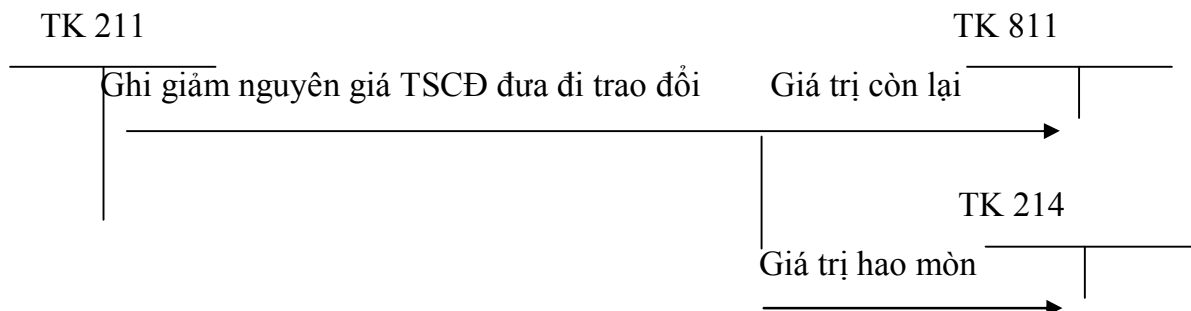 TK 211 TK 811
Ghi giảm nguyên giá TSCĐ đưa đi trao đổi Giá trị còn lại
TK 214
Giá trị hao mòn